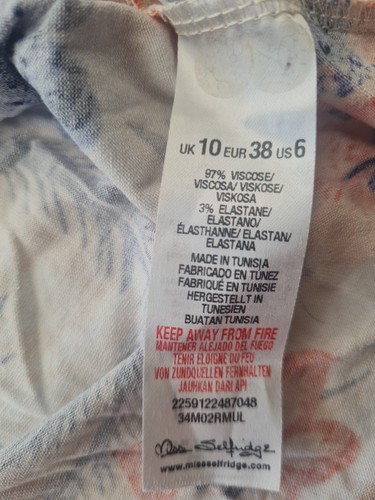 UK 10 EUR 38 US 6
97% VISCOSE/
VISCOSA/ VISKOSE/
VISKOSA
3% ELASTANE/
ELASTANO/
ÉLASTHANNE/ ELASTAN/
ELASTANA
MADE IN TUNISIA
FABRICADO EN TUNEZ
FABRIQUÉ EN TUNISIE
HERGESTELLT IN
TUNESIEN
BUATAN TUNISIA
KEEP AWAY FROM FIRE
MANTENER ALEJADO DEL FUEGO
TENIR ELOIGNE DU FEU
VON ZUNDQUELLEN FERNHALTEN
JAUHKAN DARI API
2259122487048
34M02RMUL
Miss Selfridge
www.missselfridge.com